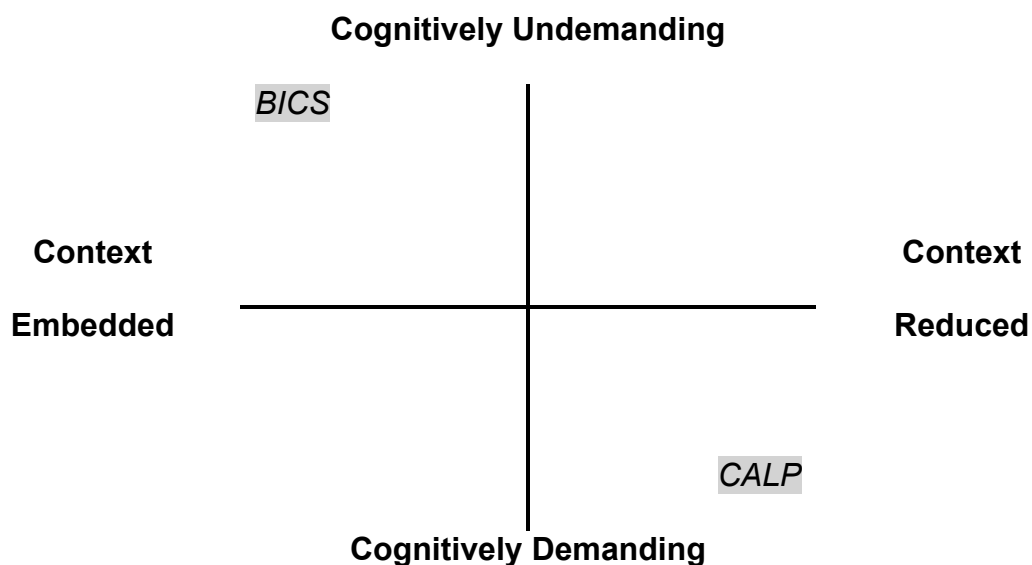 Cognitively Undemanding
BICS
Context
Embedded
Context
Reduced
CALP
Cognitively Demanding